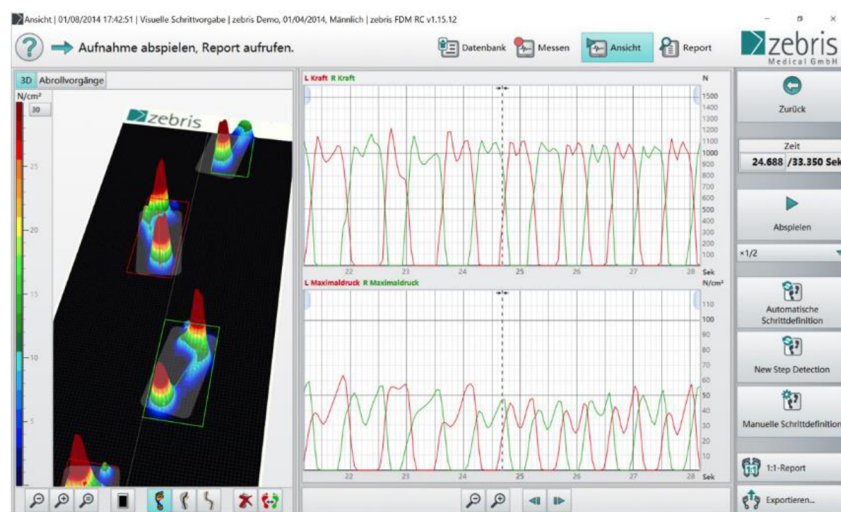 Ansicht | 01/08/2014 17:42:51 | Visuelle Schrittvorgabe | zebris Demo, 01/04/2014, Männlich | zebris FDM RC v1.15.12
? Aufnahme abspielen, Report aufrufen.
Datenbank
Messen
Ansicht
Report
zebris
Medical GmbH
3D Abrollvorgänge
N/cm²
30
25
20
15
10
5
0
zebris
L Kraft R Kraft
N
1500
1400
1300
1200
1100
1000
900
800
700
600
500
400
300
200
100
22 23 24 25 26 27 28 Sek
L Maximaldruck R Maximaldruck
N/cm²
110
100
90
80
70
60
50
40
30
20
10
22 23 24 25 26 27 28 Sek
Zurück
Zeit
24.688 /33.350 Sek
Abspielen
×1/2
Automatische
Schrittdefinition
New Step Detection
Manuelle Schrittdefinition
1:1 1:1-Report
Exportieren...